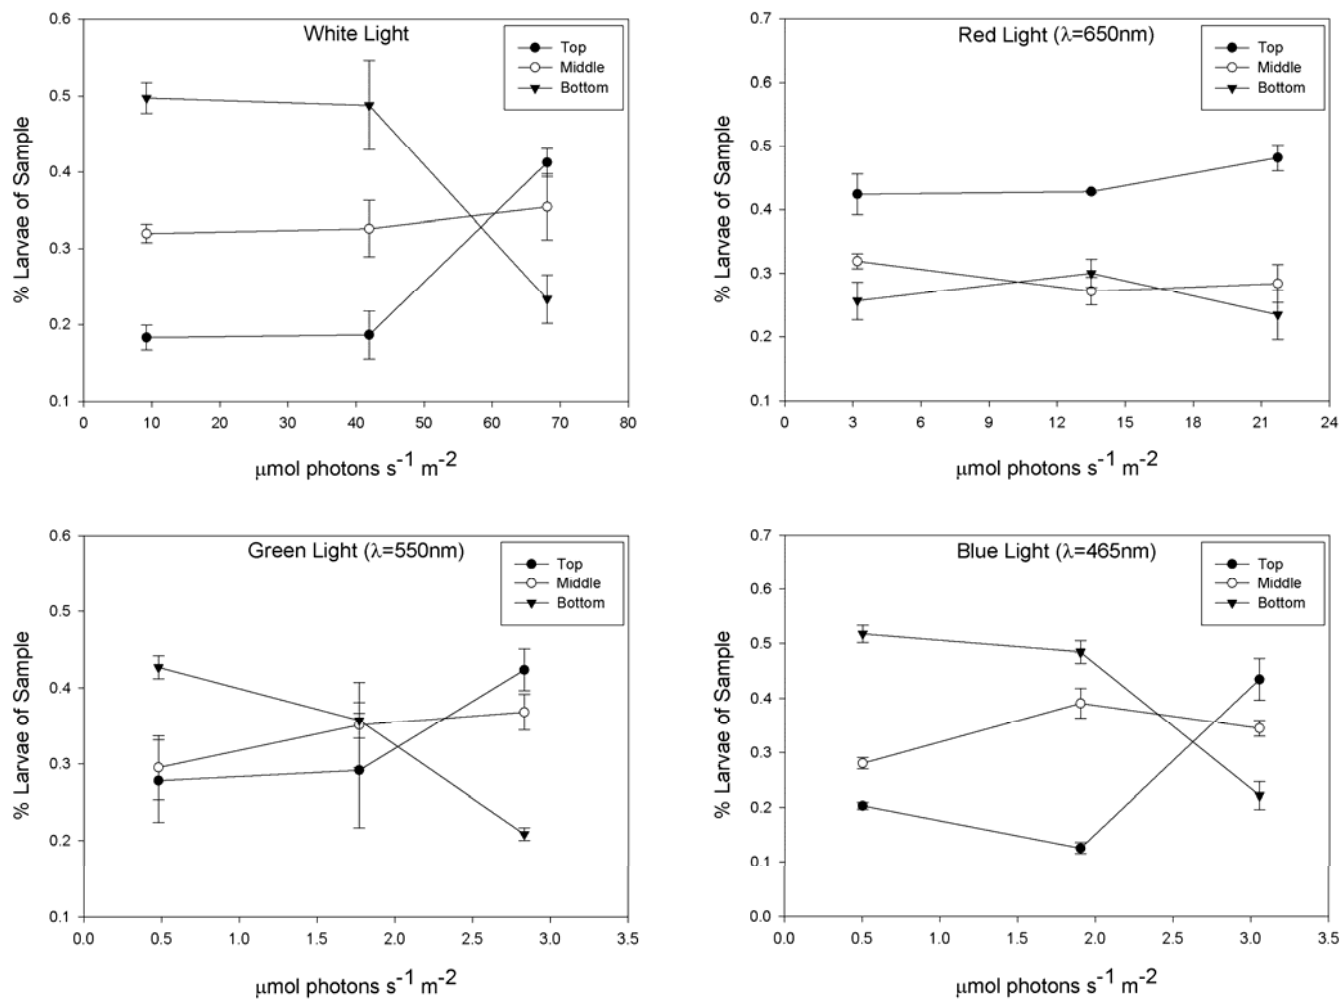 White Light
Top
Middle
Bottom
% Larvae of Sample
0.6
0.5
0.4
0.3
0.2
0.1
0 10 20 30 40 50 60 70 80
μmol photons s⁻¹ m⁻²
Red Light (λ=650nm)
Top
Middle
Bottom
% Larvae of Sample
0.7
0.6
0.5
0.4
0.3
0.2
0.1
0 3 6 9 12 15 18 21 24
μmol photons s⁻¹ m⁻²
Green Light (λ=550nm)
Top
Middle
Bottom
% Larvae of Sample
0.6
0.5
0.4
0.3
0.2
0.1
0.0 0.5 1.0 1.5 2.0 2.5 3.0 3.5
μmol photons s⁻¹ m⁻²
Blue Light (λ=465nm)
Top
Middle
Bottom
% Larvae of Sample
0.7
0.6
0.5
0.4
0.3
0.2
0.1
0.0
0.0 0.5 1.0 1.5 2.0 2.5 3.0 3.5
μmol photons s⁻¹ m⁻²